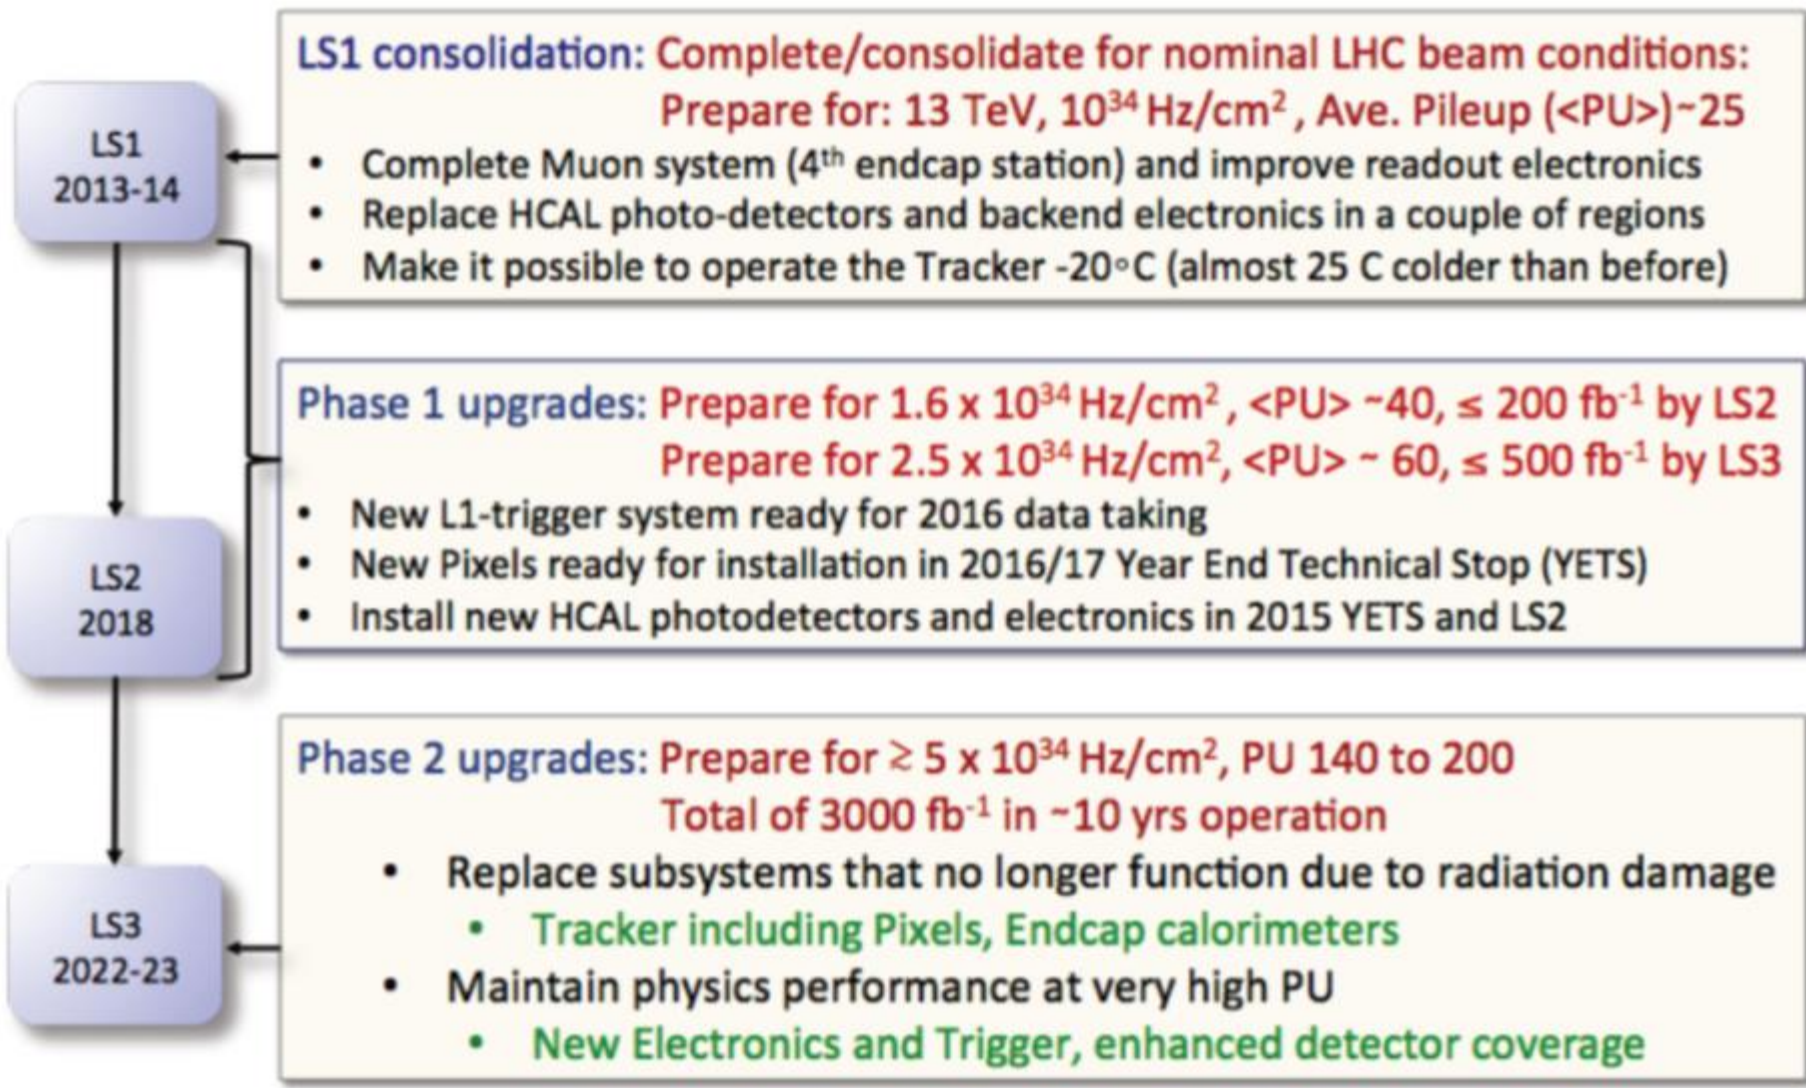 LS1 consolidation: Complete/consolidate for nominal LHC beam conditions:
Prepare for: 13 TeV, 10³⁴ Hz/cm² , Ave. Pileup (<PU>)~25
• Complete Muon system (4ᵗʰ endcap station) and improve readout electronics
• Replace HCAL photo-detectors and backend electronics in a couple of regions
• Make it possible to operate the Tracker -20◦C (almost 25 C colder than before)
LS1
2013-14
Phase 1 upgrades: Prepare for 1.6 x 10³⁴ Hz/cm² , <PU> ~40, ≤ 200 fb⁻¹ by LS2
Prepare for 2.5 x 10³⁴ Hz/cm², <PU> ~ 60, ≤ 500 fb⁻¹ by LS3
• New L1-trigger system ready for 2016 data taking
• New Pixels ready for installation in 2016/17 Year End Technical Stop (YETS)
• Install new HCAL photodetectors and electronics in 2015 YETS and LS2
LS2
2018
Phase 2 upgrades: Prepare for ≳ 5 x 10³⁴ Hz/cm², PU 140 to 200
Total of 3000 fb⁻¹ in ~10 yrs operation
• Replace subsystems that no longer function due to radiation damage
• Tracker including Pixels, Endcap calorimeters
• Maintain physics performance at very high PU
• New Electronics and Trigger, enhanced detector coverage
LS3
2022-23